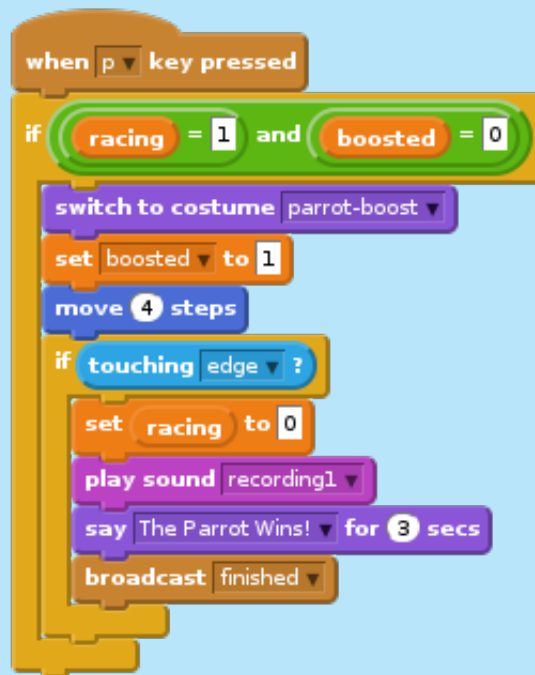 when p key pressed
if racing = 1 and boosted = 0
switch to costume parrot-boost
set boosted to 1
move 4 steps
if touching edge ?
set racing to 0
play sound recording1
say The Parrot Wins! for 3 secs
broadcast finished